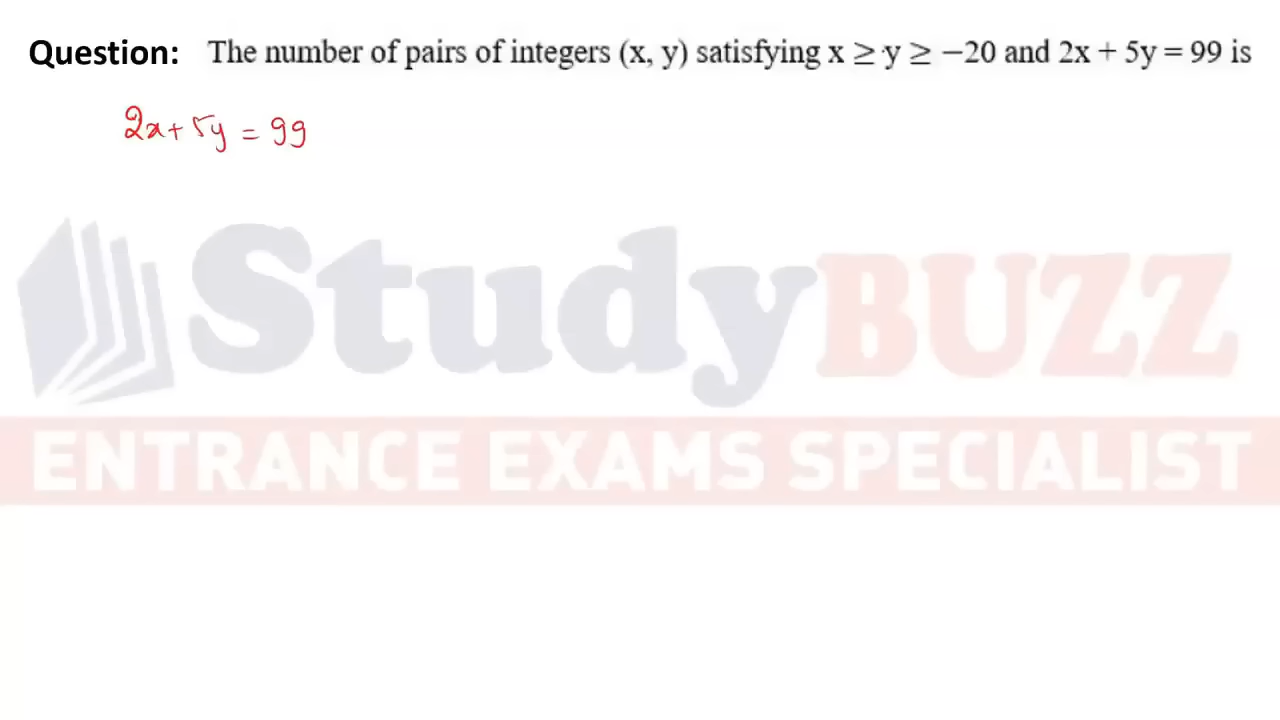 Question: The number of pairs of integers (x, y) satisfying x ≥ y ≥ −20 and 2x + 5y = 99 is
2x + 5y = 99
StudyBUZZ
ENTRANCE EXAMS SPECIALIST